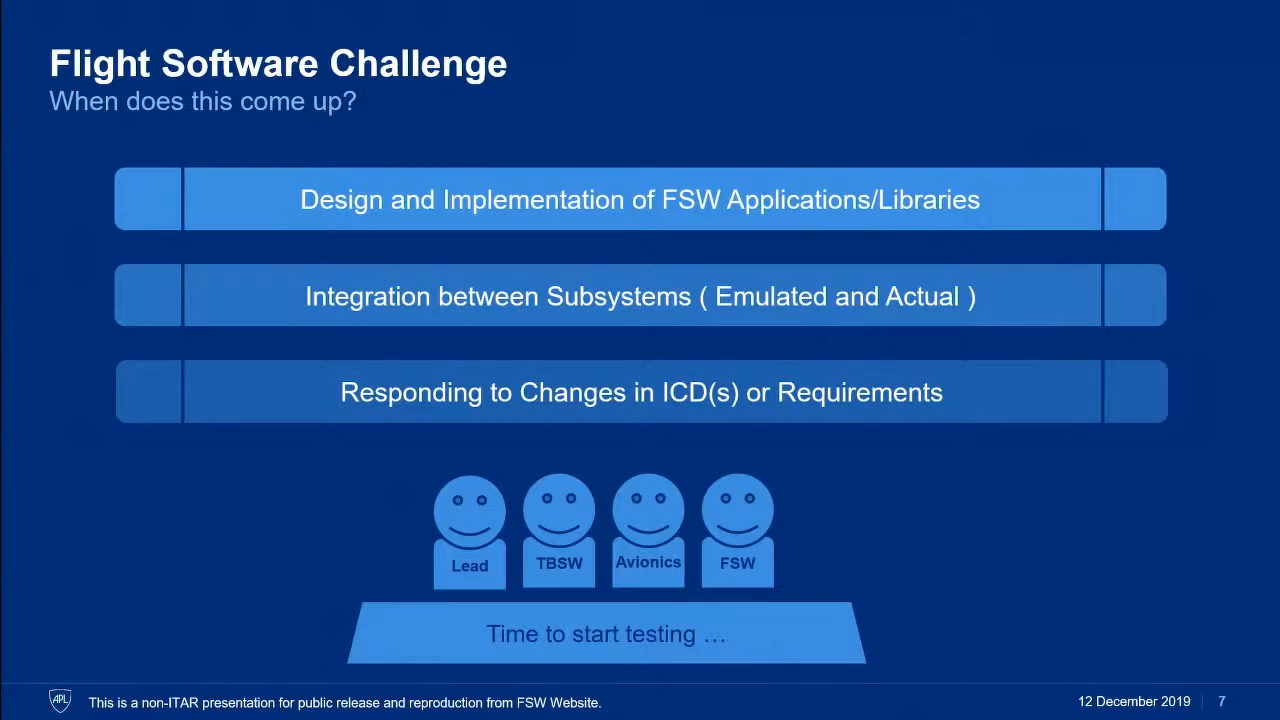 Flight Software Challenge
When does this come up?
Design and Implementation of FSW Applications/Libraries
Integration between Subsystems ( Emulated and Actual )
Responding to Changes in ICD(s) or Requirements
Lead TBSW Avionics FSW
Time to start testing …
APL This is a non-ITAR presentation for public release and reproduction from FSW Website. 12 December 2019 7